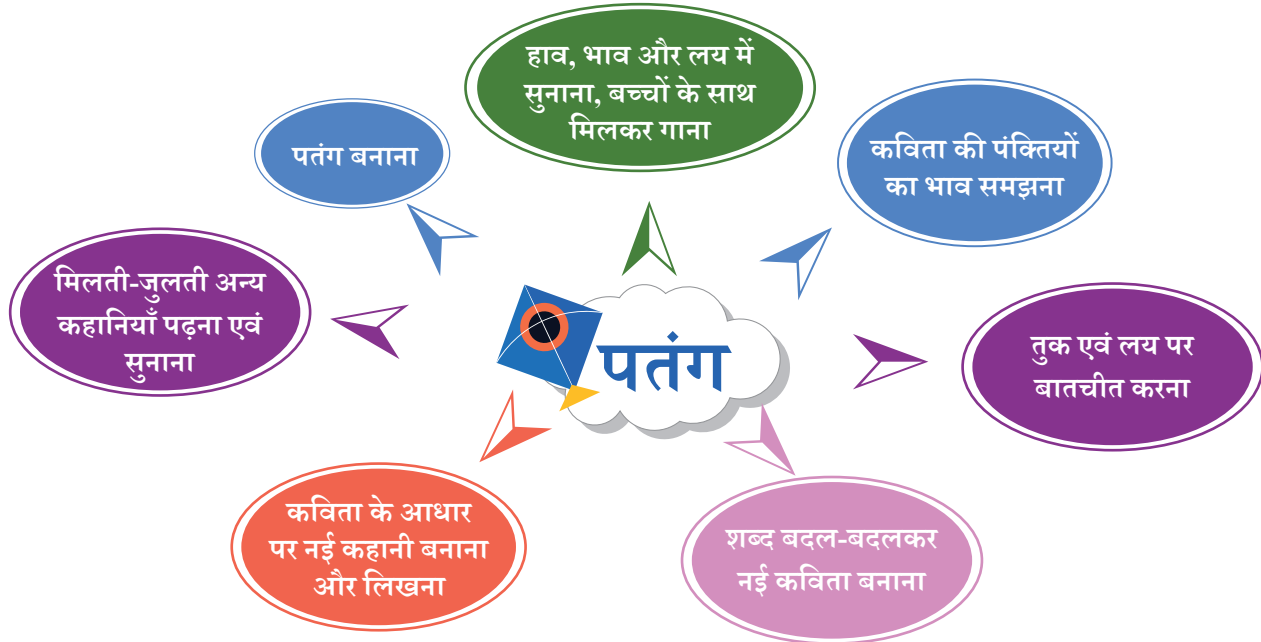 हाव, भाव और लय में
सुनाना, बच्चों के साथ
मिलकर गाना
पतंग बनाना
कविता की पंक्तियों
का भाव समझना
मिलती-जुलती अन्य
कहानियाँ पढ़ना एवं
सुनाना
पतंग
तुक एवं लय पर
बातचीत करना
कविता के आधार
पर नई कहानी बनाना
और लिखना
शब्द बदल-बदलकर
नई कविता बनाना